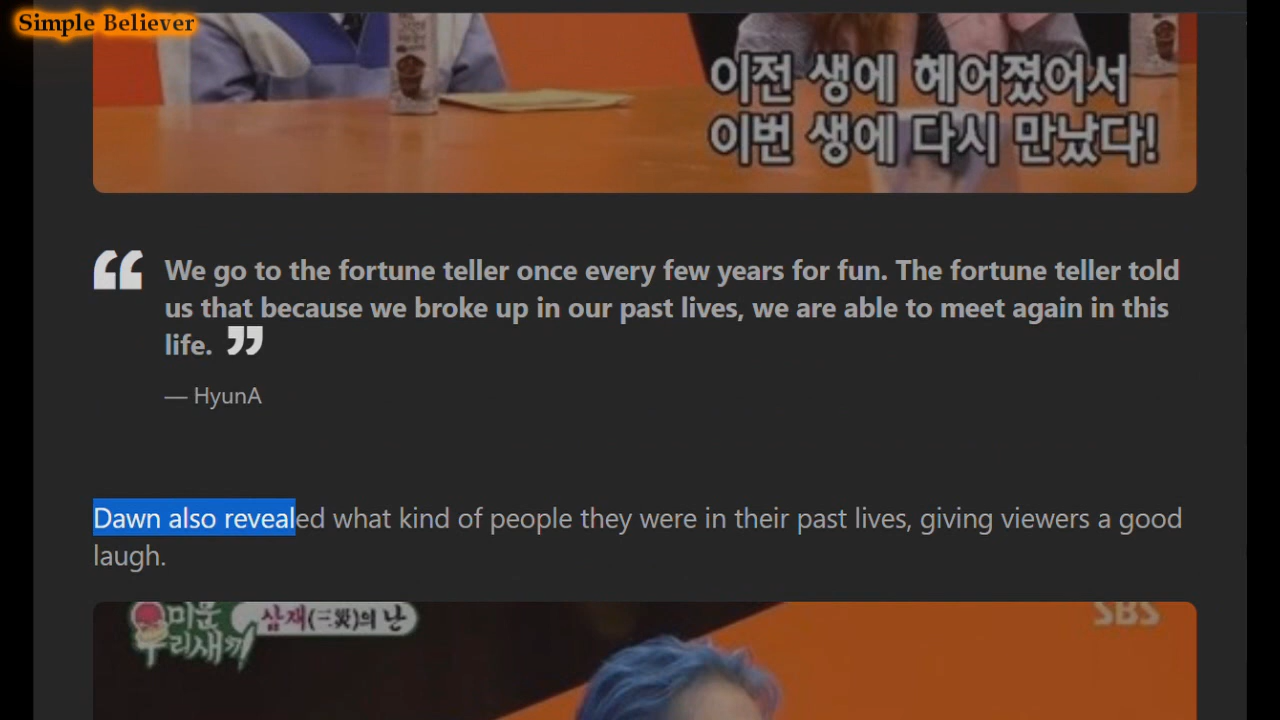 Simple Believer
이전 생에 헤어졌어서
이번 생에 다시 만났다!
“ We go to the fortune teller once every few years for fun. The fortune teller told
us that because we broke up in our past lives, we are able to meet again in this
life. ”
— HyunA
Dawn also revealed what kind of people they were in their past lives, giving viewers a good
laugh.
미운
우리새끼
삼재(三災)의 난
SBS